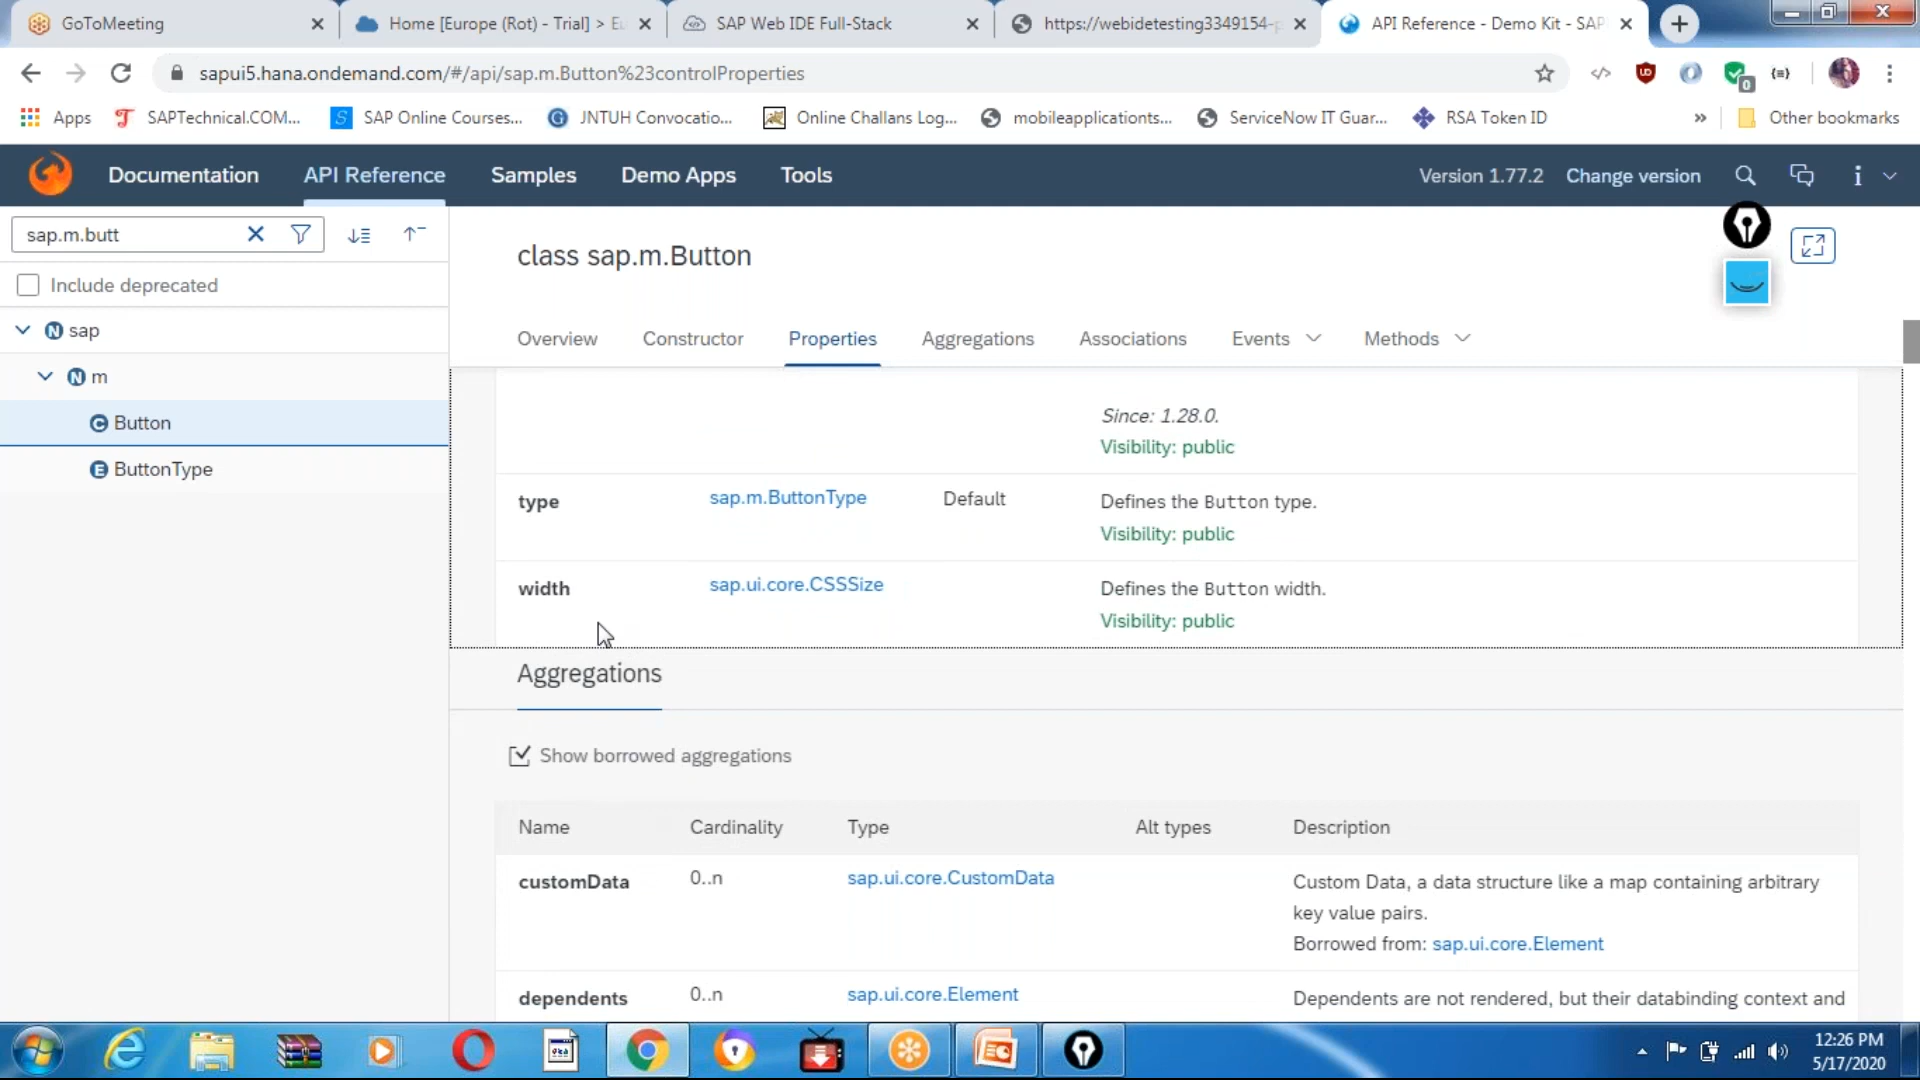 GoToMeeting
Home [Europe (Rot) - Trial] > Eu
SAP Web IDE Full-Stack
https://webidetesting3349154-p
API Reference - Demo Kit - SAP
sapui5.hana.ondemand.com/#/api/sap.m.Button%23controlProperties
Apps
SAPTechnical.COM...
SAP Online Courses...
JNTUH Convocatio...
Online Challans Log...
mobileapplicationts...
ServiceNow IT Guar...
RSA Token ID
»
Other bookmarks
Documentation
API Reference
Samples
Demo Apps
Tools
Version 1.77.2
Change version
sap.m.butt
Include deprecated
N sap
N m
C Button
E ButtonType
class sap.m.Button
Overview
Constructor
Properties
Aggregations
Associations
Events
Methods
Since: 1.28.0.
Visibility: public
type sap.m.ButtonType Default Defines the Button type.
Visibility: public
width sap.ui.core.CSSSize Defines the Button width.
Visibility: public
Aggregations
Show borrowed aggregations
Name Cardinality Type Alt types Description
customData 0..n sap.ui.core.CustomData Custom Data, a data structure like a map containing arbitrary
key value pairs.
Borrowed from: sap.ui.core.Element
dependents 0..n sap.ui.core.Element Dependents are not rendered, but their databinding context and
12:26 PM
5/17/2020